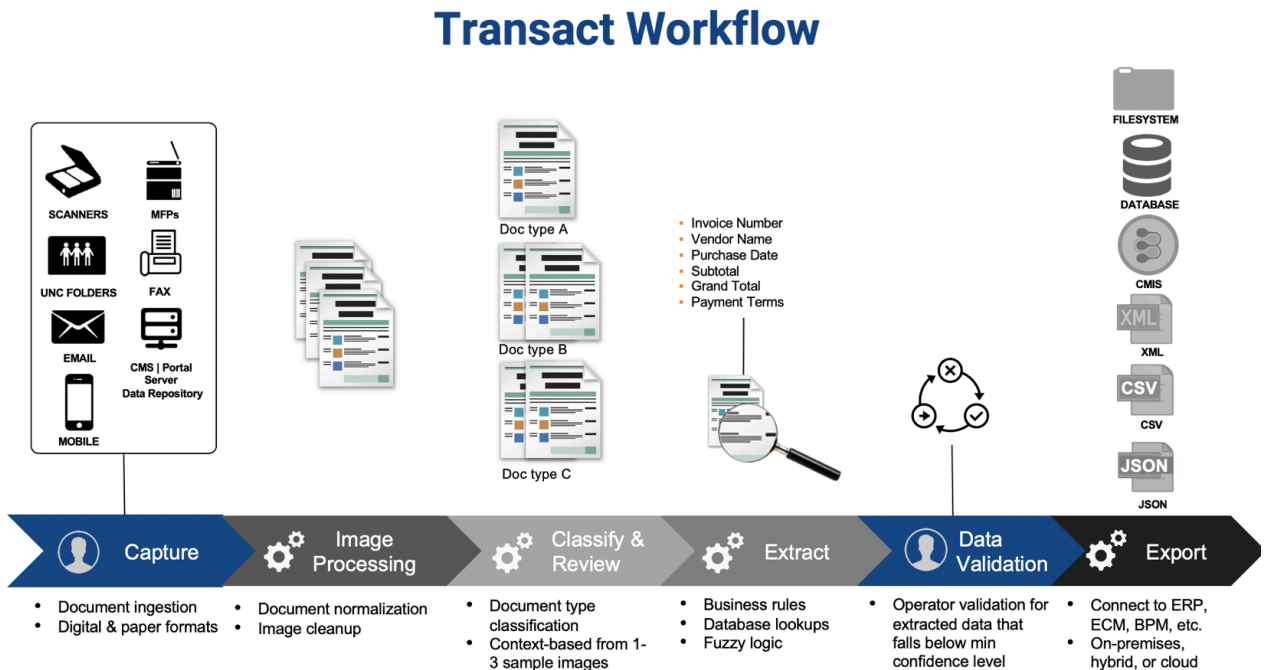 Transact Workflow
SCANNERS
MFPs
UNC FOLDERS
FAX
EMAIL
CMS | Portal
Server
Data Repository
MOBILE
Doc type A
Doc type B
Doc type C
Invoice Number
Vendor Name
Purchase Date
Subtotal
Grand Total
Payment Terms
FILESYSTEM
DATABASE
CMIS
XML
XML
CSV
CSV
JSON
JSON
Capture
Image
Processing
Classify &
Review
Extract
Data
Validation
Export
• Document ingestion
• Digital & paper formats
• Document normalization
• Image cleanup
• Document type
classification
• Context-based from 1-
3 sample images
• Business rules
• Database lookups
• Fuzzy logic
• Operator validation for
extracted data that
falls below min
confidence level
• Connect to ERP,
ECM, BPM, etc.
• On-premises,
hybrid, or cloud